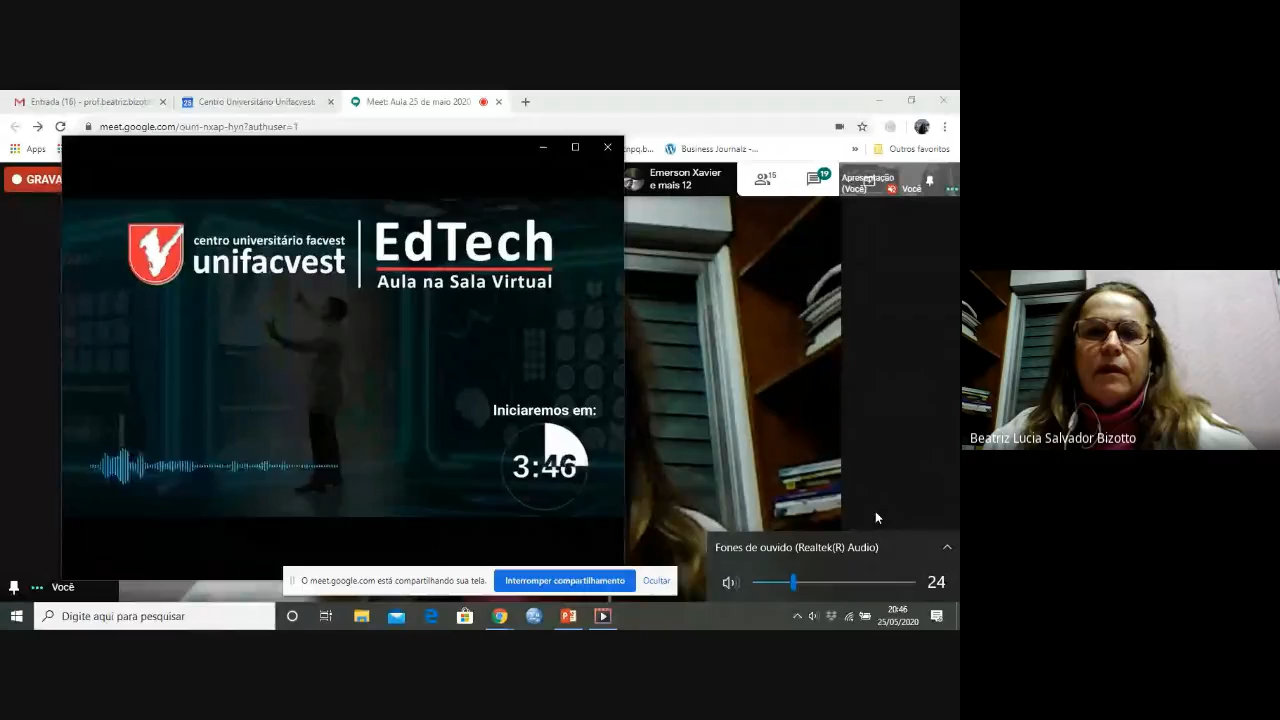 Entrada (16) - prof.beatriz.bizott
Centro Universitário Unifacvest
Meet: Aula 25 de maio 2020
meet.google.com/oum-nxap-hyn?authuser=1
Apps
npq.b...
Business Journalz -...
»
Outros favoritos
GRAVA
Emerson Xavier
e mais 12
15
19
Apresentação
(Você)
Você
centro universitário facvest
unifacvest
EdTech
Aula na Sala Virtual
Iniciaremos em:
3:46
Beatriz Lucia Salvador Bizotto
Fones de ouvido (Realtek(R) Audio)
24
Você
O meet.google.com está compartilhando sua tela.
Interromper compartilhamento
Ocultar
Digite aqui para pesquisar
20:46
25/05/2020